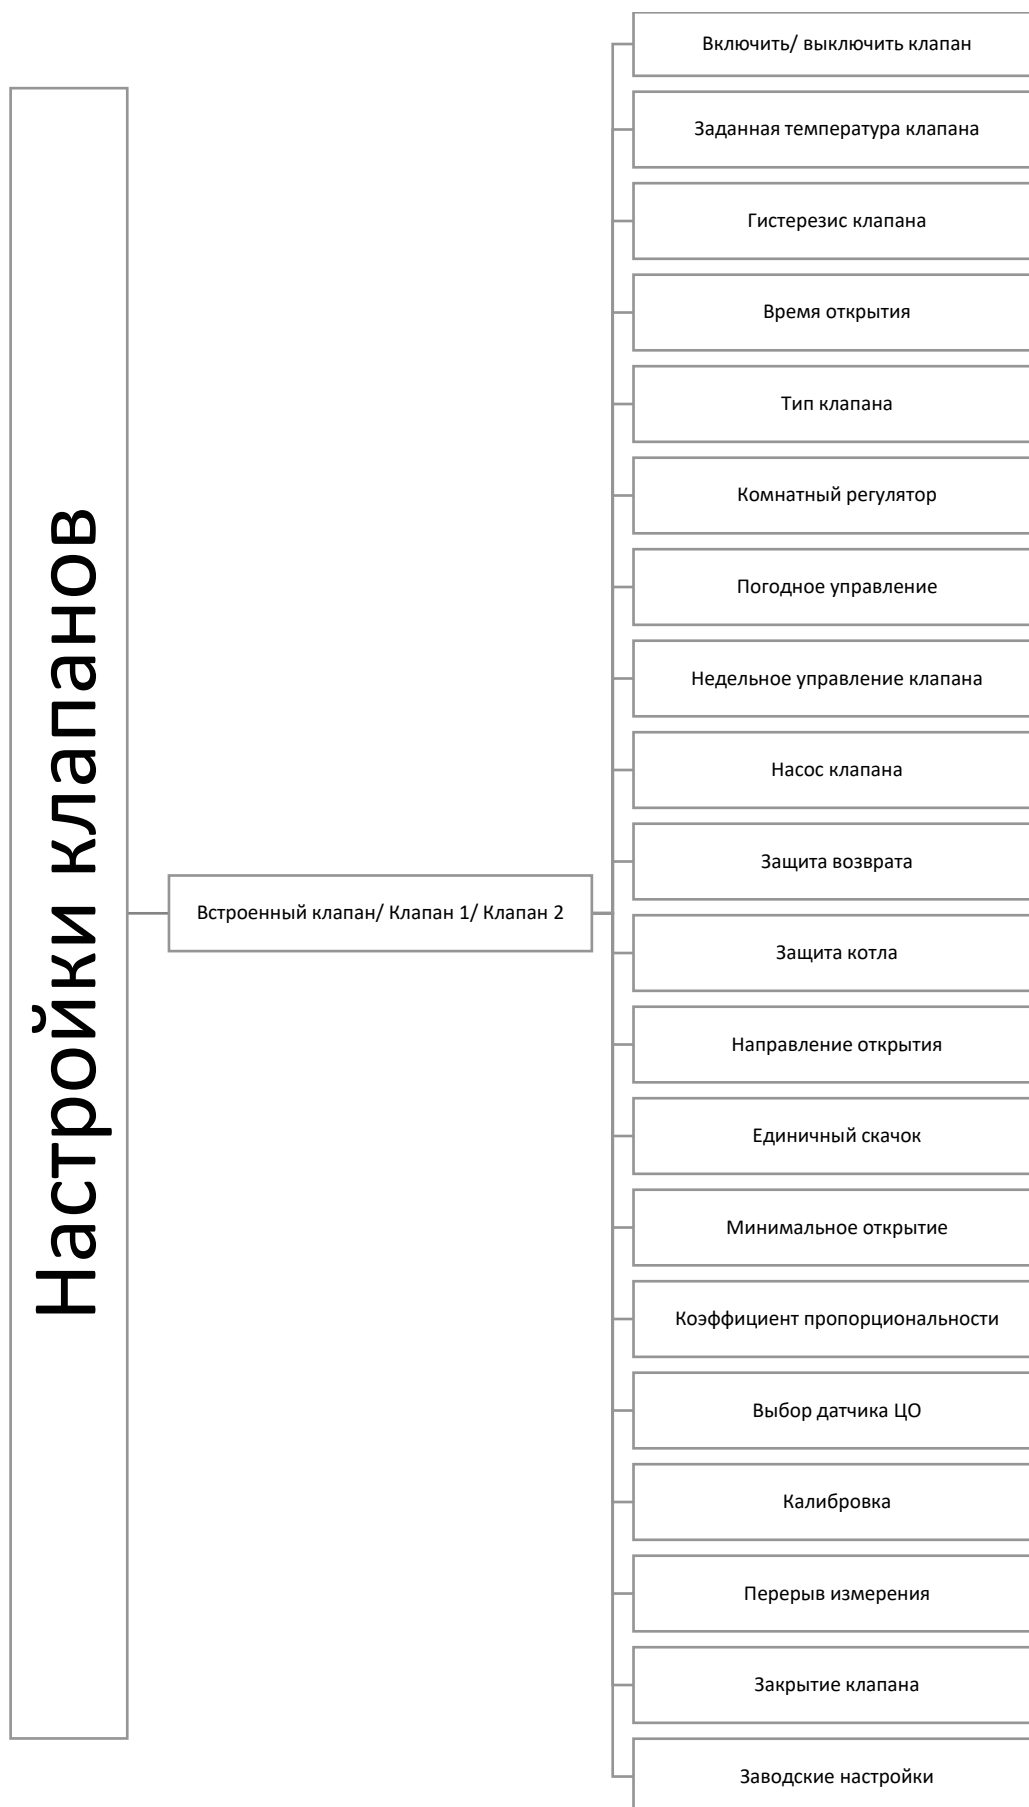 Настройки клапанов
Встроенный клапан/ Клапан 1/ Клапан 2
Включить/ выключить клапан
Заданная температура клапана
Гистерезис клапана
Время открытия
Тип клапана
Комнатный регулятор
Погодное управление
Недельное управление клапана
Насос клапана
Защита возврата
Защита котла
Направление открытия
Единичный скачок
Минимальное открытие
Коэффициент пропорциональности
Выбор датчика ЦО
Калибровка
Перерыв измерения
Закрытие клапана
Заводские настройки